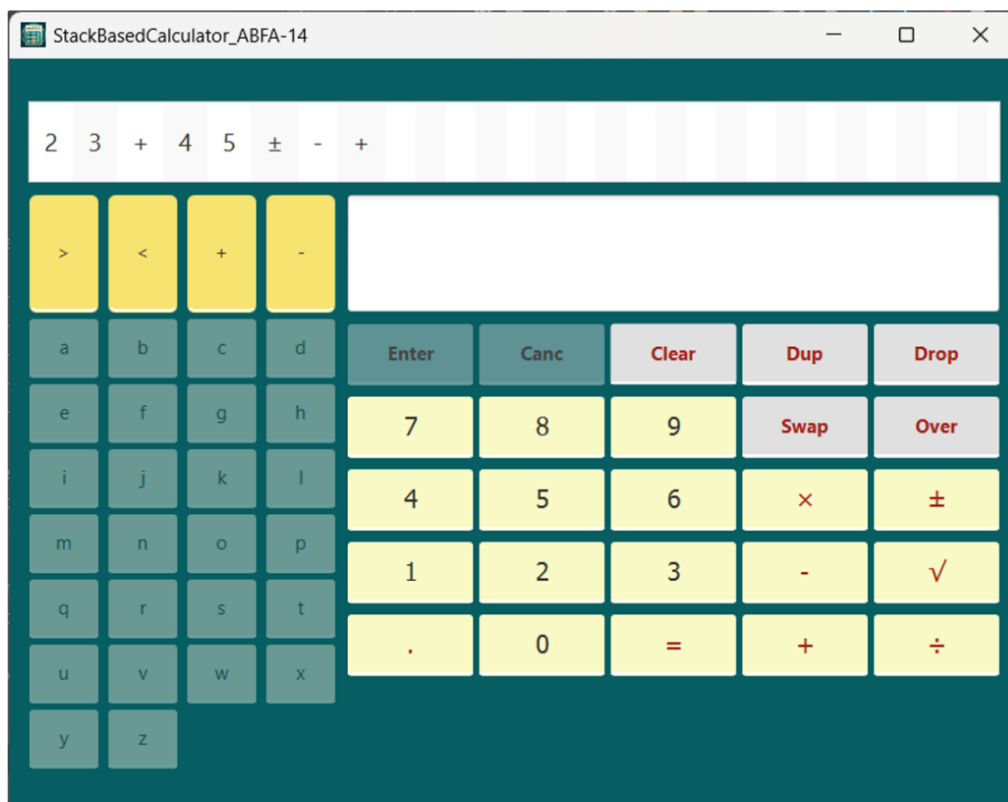 StackBasedCalculator_ABFA-14
2 3 + 4 5 ± - +
> < + -
a b c d
Enter Canc Clear Dup Drop
e f g h
7 8 9 Swap Over
i j k l
4 5 6 × ±
m n o p
1 2 3 - √
q r s t
. 0 = + ÷
u v w x
y z